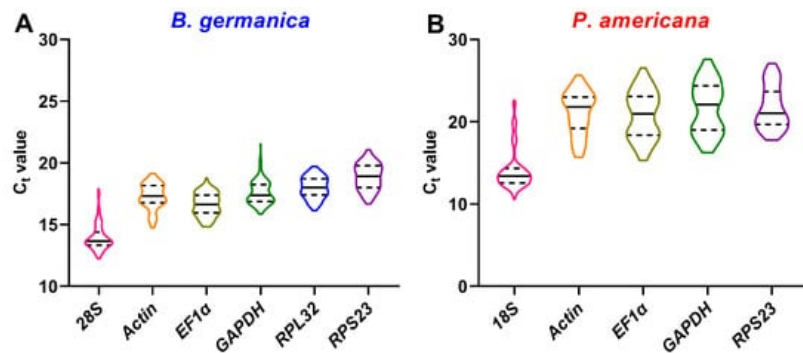 A
B. germanica
30
25
20
15
10
Ct value
28S
Actin
EF1α
GAPDH
RPL32
RPS23
B
P. americana
30
20
10
0
Ct value
18S
Actin
EF1α
GAPDH
RPS23